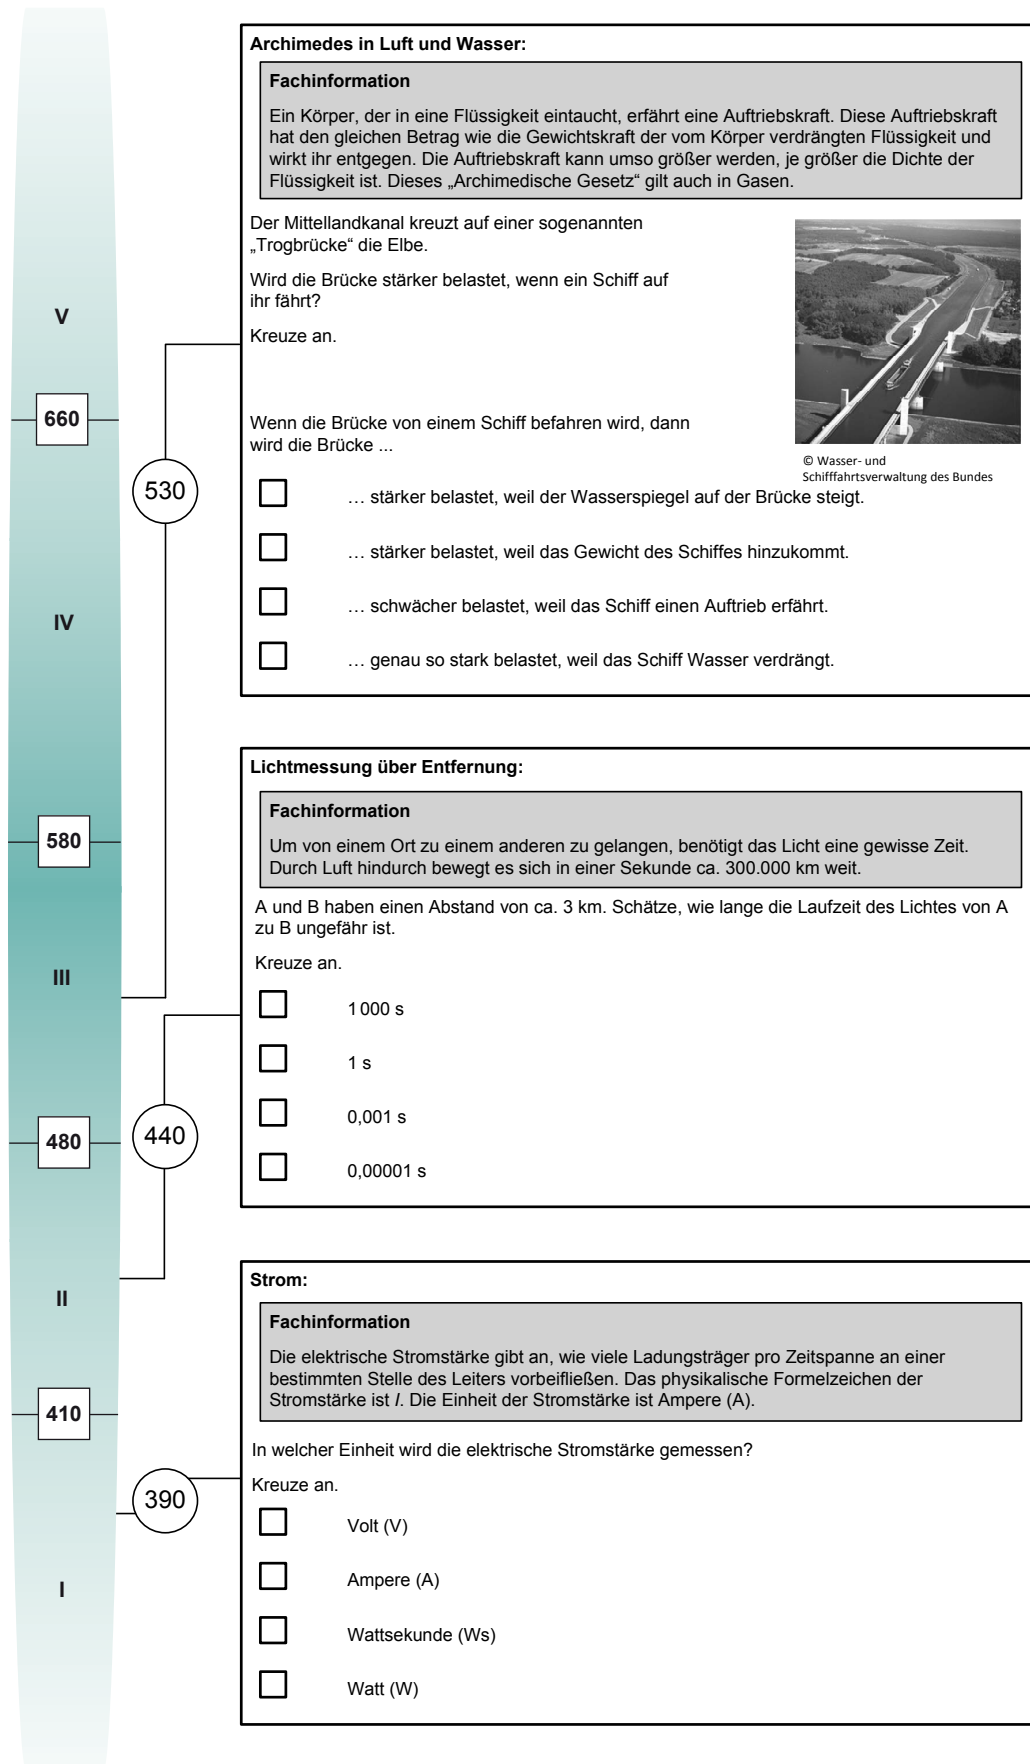 Archimedes in Luft und Wasser:
Fachinformation
Ein Körper, der in eine Flüssigkeit eintaucht, erfährt eine Auftriebskraft. Diese Auftriebskraft
hat den gleichen Betrag wie die Gewichtskraft der vom Körper verdrängten Flüssigkeit und
wirkt ihr entgegen. Die Auftriebskraft kann umso größer werden, je größer die Dichte der
Flüssigkeit ist. Dieses „Archimedische Gesetz“ gilt auch in Gasen.
Der Mittellandkanal kreuzt auf einer sogenannten
„Trogbrücke“ die Elbe.
Wird die Brücke stärker belastet, wenn ein Schiff auf
ihr fährt?
Kreuze an.
Wenn die Brücke von einem Schiff befahren wird, dann
wird die Brücke ...
© Wasser- und
Schifffahrtsverwaltung des Bundes
… stärker belastet, weil der Wasserspiegel auf der Brücke steigt.
… stärker belastet, weil das Gewicht des Schiffes hinzukommt.
… schwächer belastet, weil das Schiff einen Auftrieb erfährt.
… genau so stark belastet, weil das Schiff Wasser verdrängt.
V
660
530
IV
580
III
480
440
II
410
390
I
Lichtmessung über Entfernung:
Fachinformation
Um von einem Ort zu einem anderen zu gelangen, benötigt das Licht eine gewisse Zeit.
Durch Luft hindurch bewegt es sich in einer Sekunde ca. 300.000 km weit.
A und B haben einen Abstand von ca. 3 km. Schätze, wie lange die Laufzeit des Lichtes von A
zu B ungefähr ist.
Kreuze an.
1 000 s
1 s
0,001 s
0,00001 s
Strom:
Fachinformation
Die elektrische Stromstärke gibt an, wie viele Ladungsträger pro Zeitspanne an einer
bestimmten Stelle des Leiters vorbeifließen. Das physikalische Formelzeichen der
Stromstärke ist I. Die Einheit der Stromstärke ist Ampere (A).
In welcher Einheit wird die elektrische Stromstärke gemessen?
Kreuze an.
Volt (V)
Ampere (A)
Wattsekunde (Ws)
Watt (W)